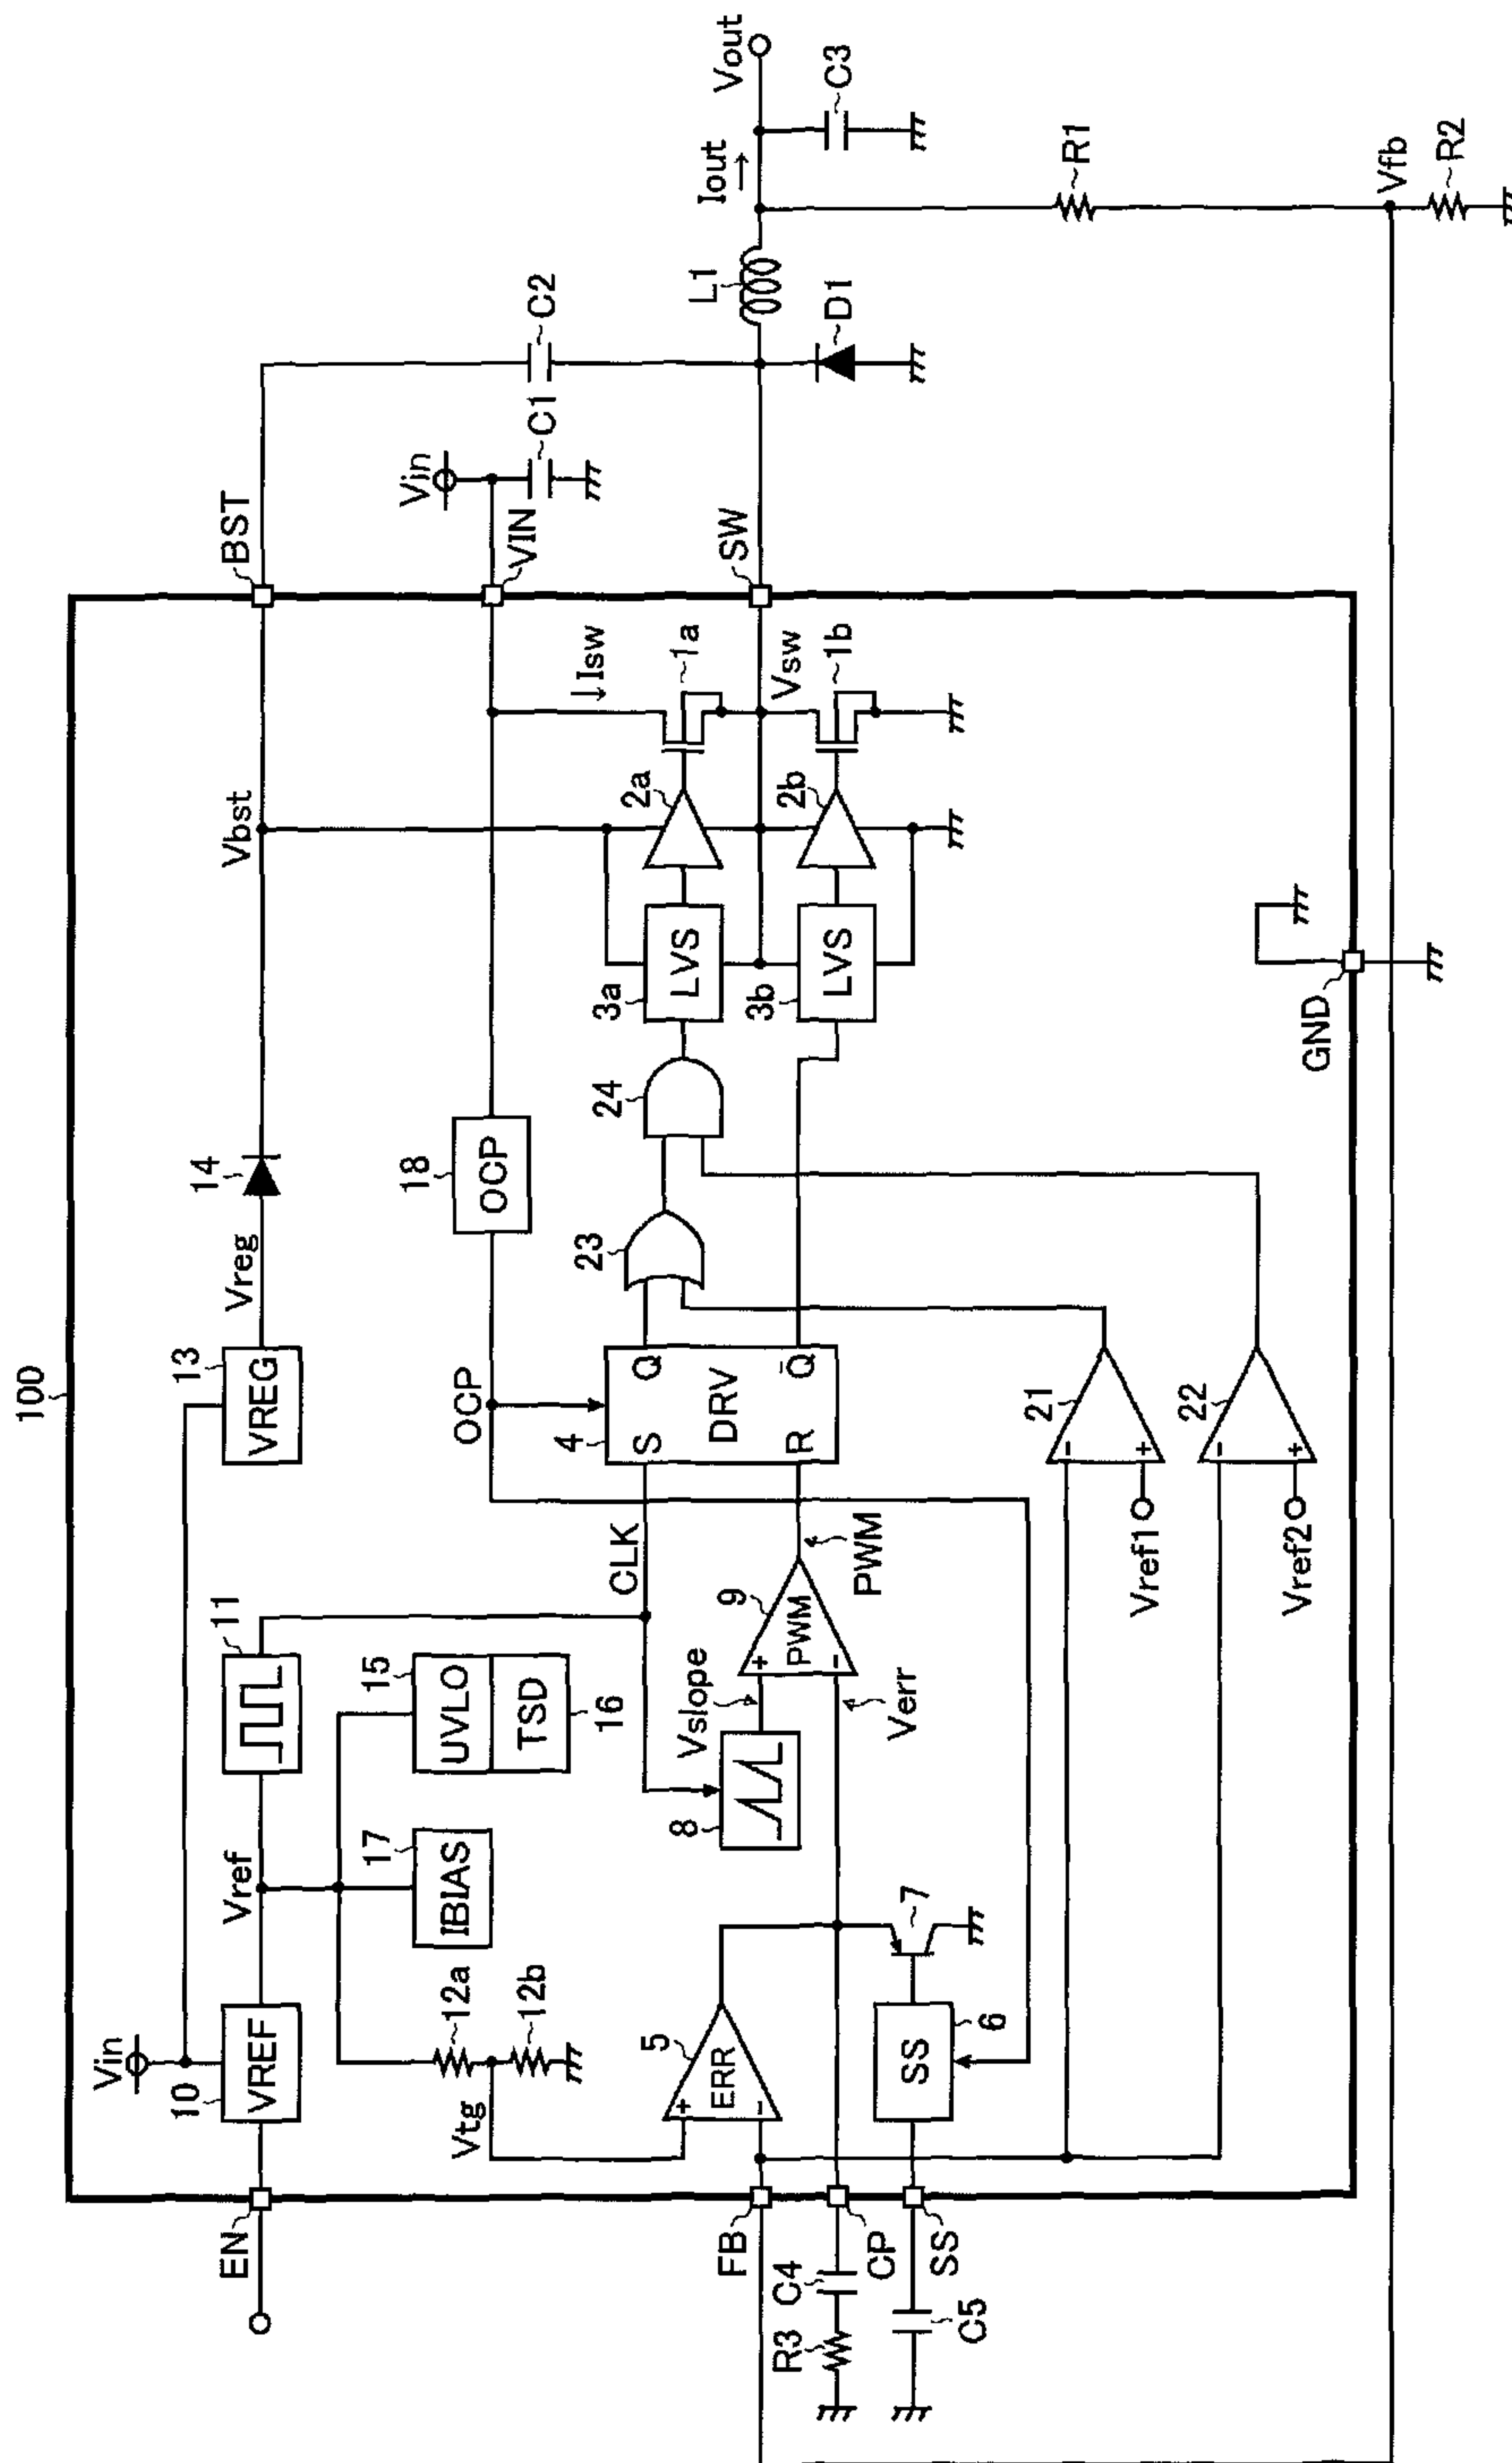 100
Vin
10
VREF
EN
Vref
11
13
VREG
Vreg
14
Vbst
BST
17
IBIAS
15
UVLO
TSD
16
12a
12b
Vtg
OCP
18
OCP
VIN
Vin
C1
C2
CLK
5
ERR
+
-
8
Vslope
9
PWM
+
-
PWM
Verr
4
S
R
DRV
Q
Q̄
23
24
3a
LVS
3b
LVS
2a
2b
↓Isw
1a
Vsw
1b
SW
L1
D1
Iout
→
Vout
C3
R1
Vfb
R2
FB
CP
SS
C4
R3
C5
SS
6
7
21
-
+
Vref1
22
-
+
Vref2
GND